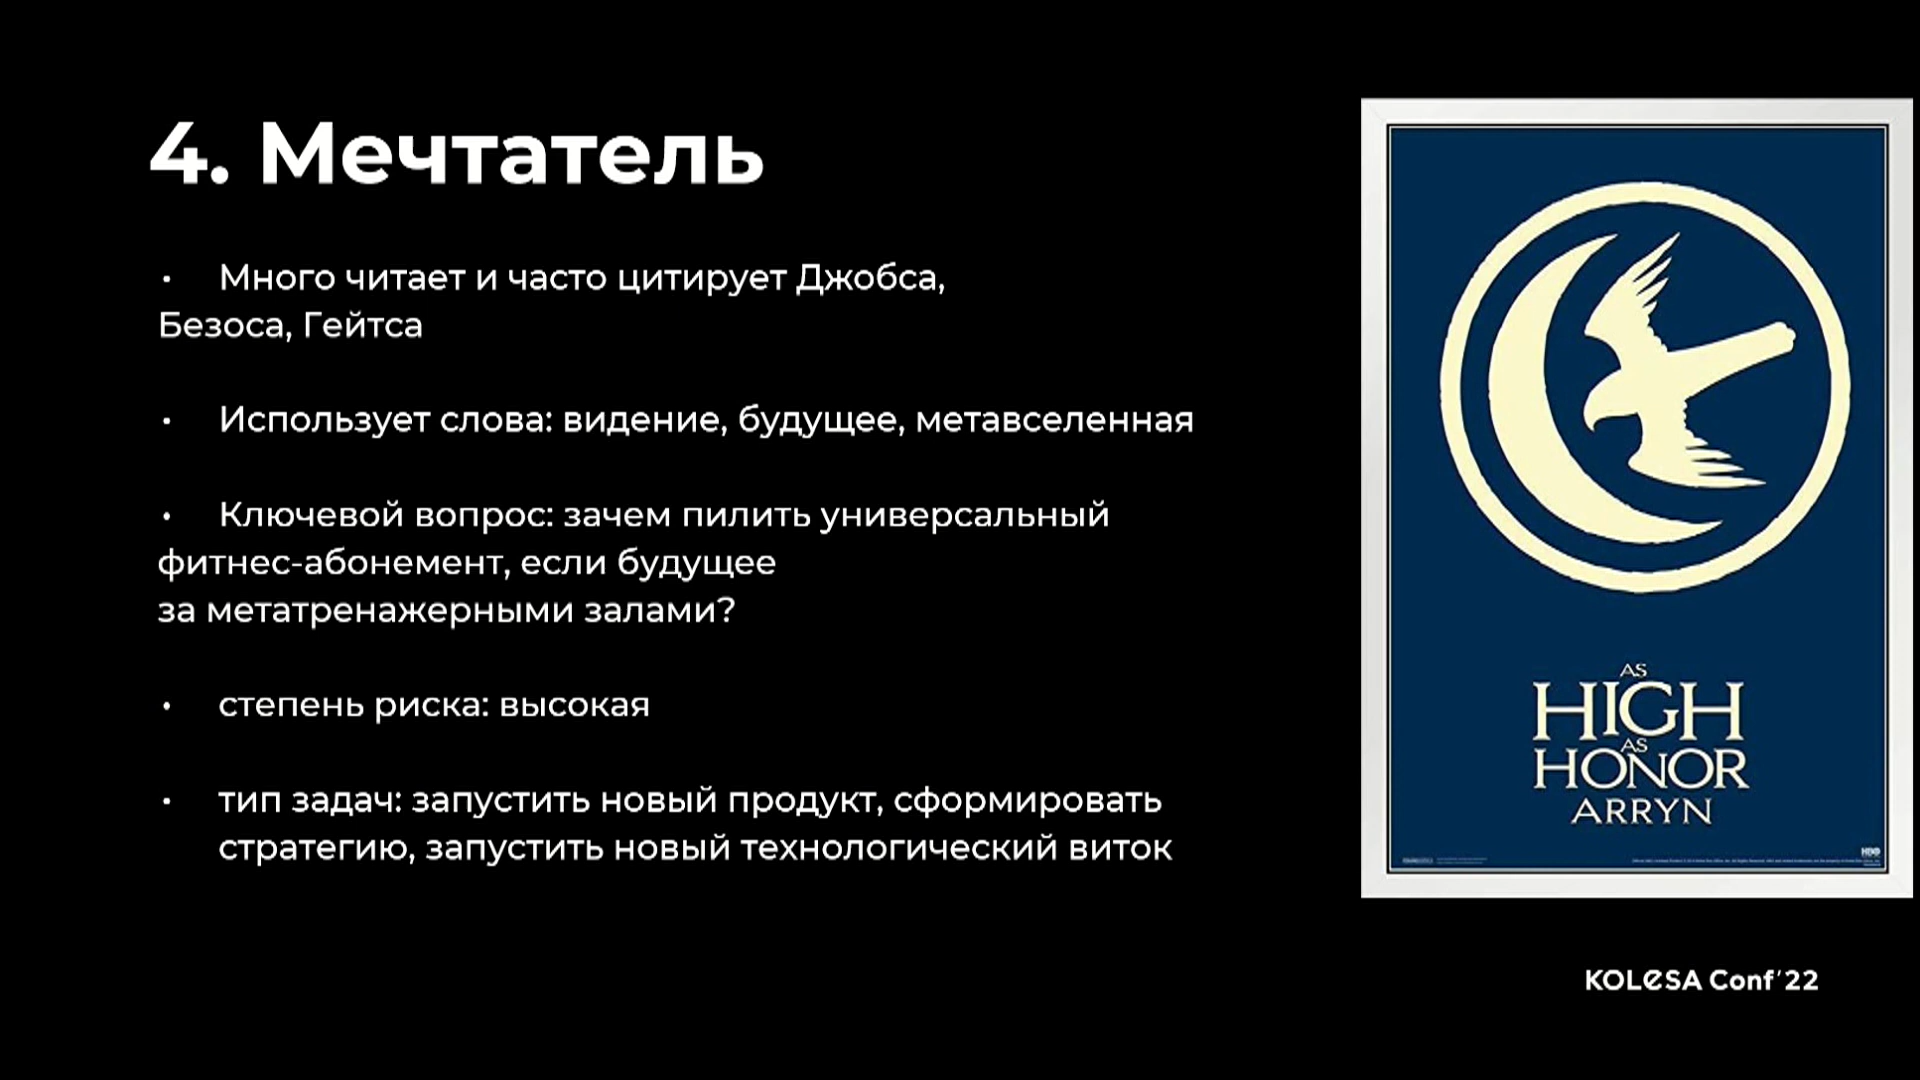 4. Мечтатель
• Много читает и часто цитирует Джобса,
Безоса, Гейтса
• Использует слова: видение, будущее, метавселенная
• Ключевой вопрос: зачем пилить универсальный
фитнес-абонемент, если будущее
за метатренажерными залами?
• степень риска: высокая
• тип задач: запустить новый продукт, сформировать
стратегию, запустить новый технологический виток
AS
HIGH
AS
HONOR
ARRYN
HBO
KOLESA Conf'22